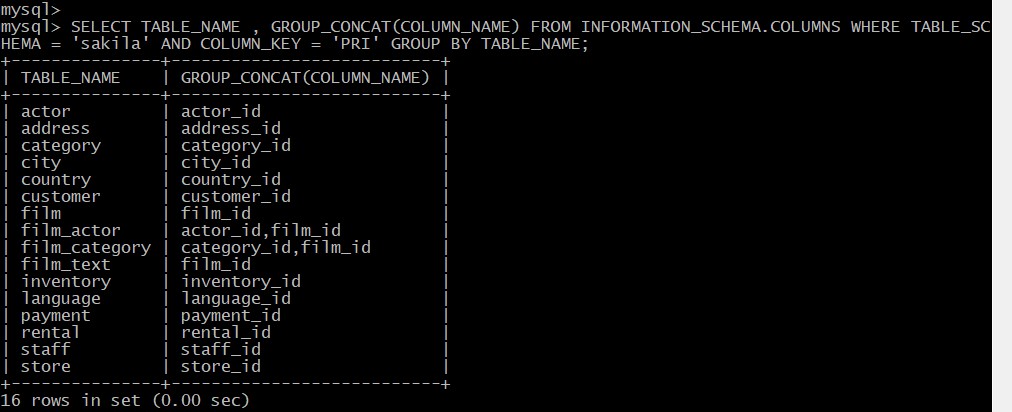 mysql>
mysql> SELECT TABLE_NAME , GROUP_CONCAT(COLUMN_NAME) FROM INFORMATION_SCHEMA.COLUMNS WHERE TABLE_SC
HEMA = 'sakila' AND COLUMN_KEY = 'PRI' GROUP BY TABLE_NAME;
+---------------+---------------------------+
| TABLE_NAME    | GROUP_CONCAT(COLUMN_NAME) |
+---------------+---------------------------+
| actor         | actor_id                  |
| address       | address_id                |
| category      | category_id               |
| city          | city_id                   |
| country       | country_id                |
| customer      | customer_id               |
| film          | film_id                   |
| film_actor    | actor_id,film_id          |
| film_category | category_id,film_id       |
| film_text     | film_id                   |
| inventory     | inventory_id              |
| language      | language_id               |
| payment       | payment_id                |
| rental        | rental_id                 |
| staff         | staff_id                  |
| store         | store_id                  |
+---------------+---------------------------+
16 rows in set (0.00 sec)